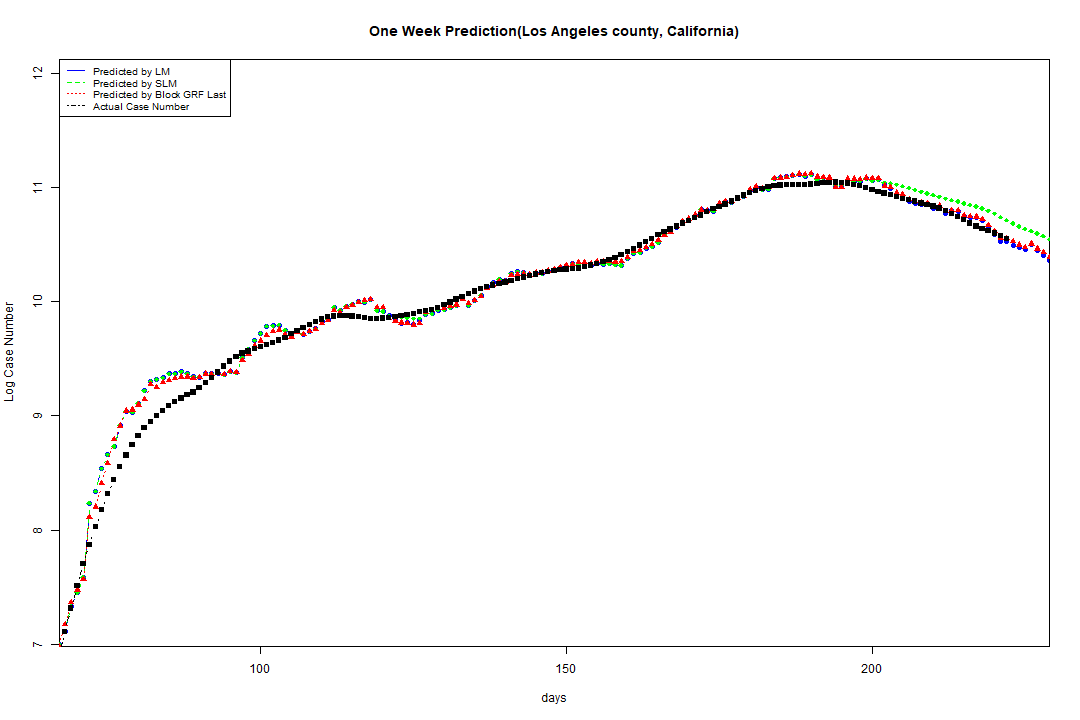 One Week Prediction(Los Angeles county, California)
Predicted by LM
Predicted by SLM
Predicted by Block GRF Last
Actual Case Number
12
11
10
9
8
7
Log Case Number
100 150 200
days